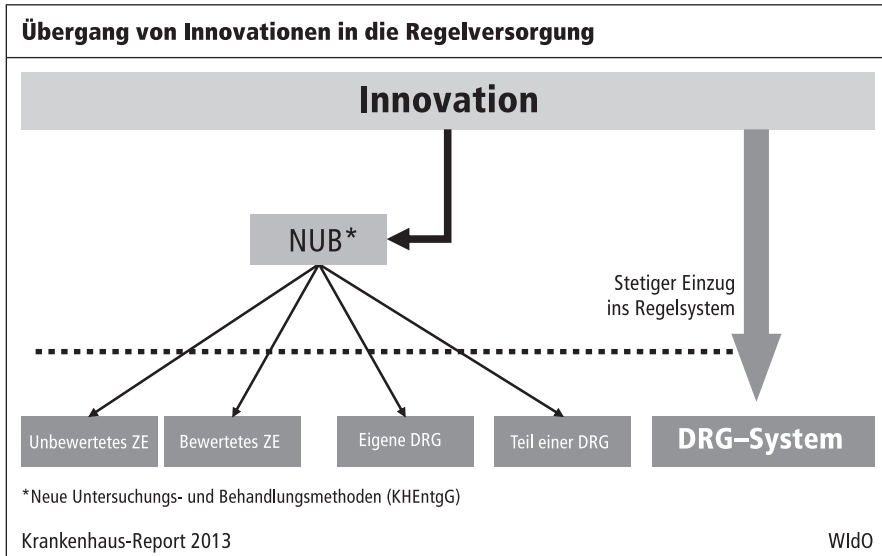 Übergang von Innovationen in die Regelversorgung
Innovation
NUB*
Stetiger Einzug
ins Regelsystem
Unbewertetes ZE
Bewertetes ZE
Eigene DRG
Teil einer DRG
DRG–System
*Neue Untersuchungs- und Behandlungsmethoden (KHEntgG)
Krankenhaus-Report 2013
WIdO